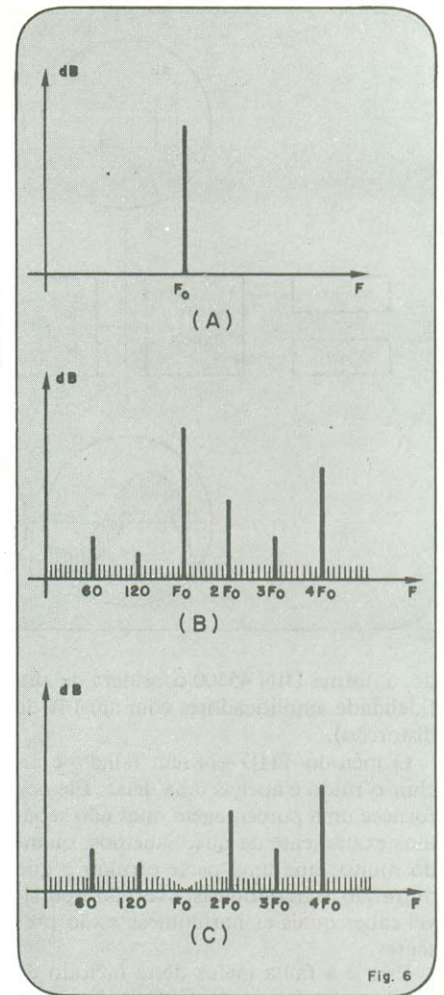 dB
F
F₀
(A)
dB
60 120 F₀ 2F₀ 3F₀ 4F₀ F
(B)
dB
60 120 F₀ 2F₀ 3F₀ 4F₀ F
(C)
Fig. 6